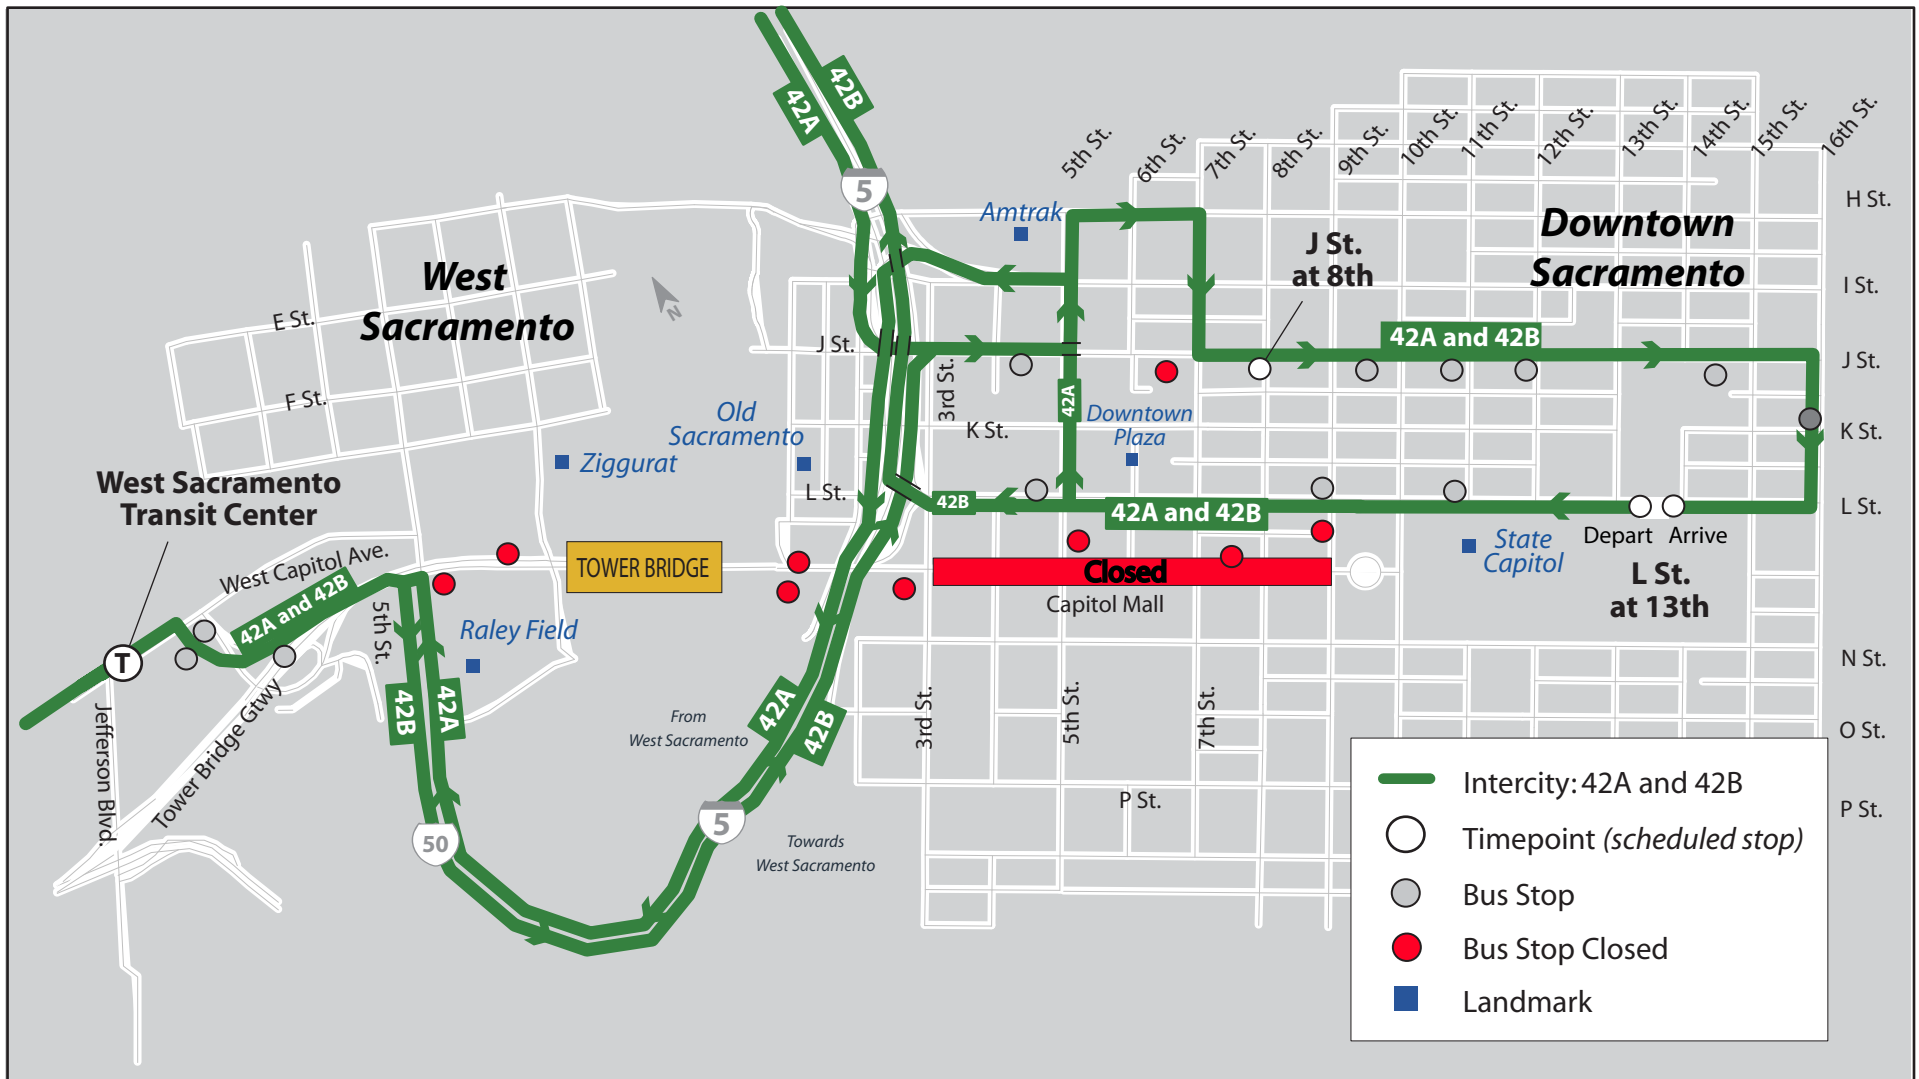 42B
42A
5
5th St.
6th St.
7th St.
8th St.
9th St.
10th St.
11th St.
12th St.
13th St.
14th St.
15th St.
16th St.
H St.
Amtrak
Downtown
Sacramento
J St.
at 8th
I St.
West
Sacramento
N
E St.
F St.
J St.
3rd St.
42A and 42B
J St.
42A
Old
Sacramento
Downtown
Plaza
K St.
K St.
Ziggurat
West Sacramento
Transit Center
L St.
42B
42A and 42B
L St.
Depart
Arrive
State
Capitol
L St.
at 13th
West Capitol Ave.
TOWER BRIDGE
Closed
Capitol Mall
42A and 42B
5th St.
Raley Field
T
N St.
Jefferson Blvd.
Tower Bridge Gtwy
42B
42A
From
West Sacramento
42A
42B
3rd St.
5th St.
7th St.
O St.
P St.
P St.
5
50
Towards
West Sacramento
Intercity: 42A and 42B
Timepoint (scheduled stop)
Bus Stop
Bus Stop Closed
Landmark